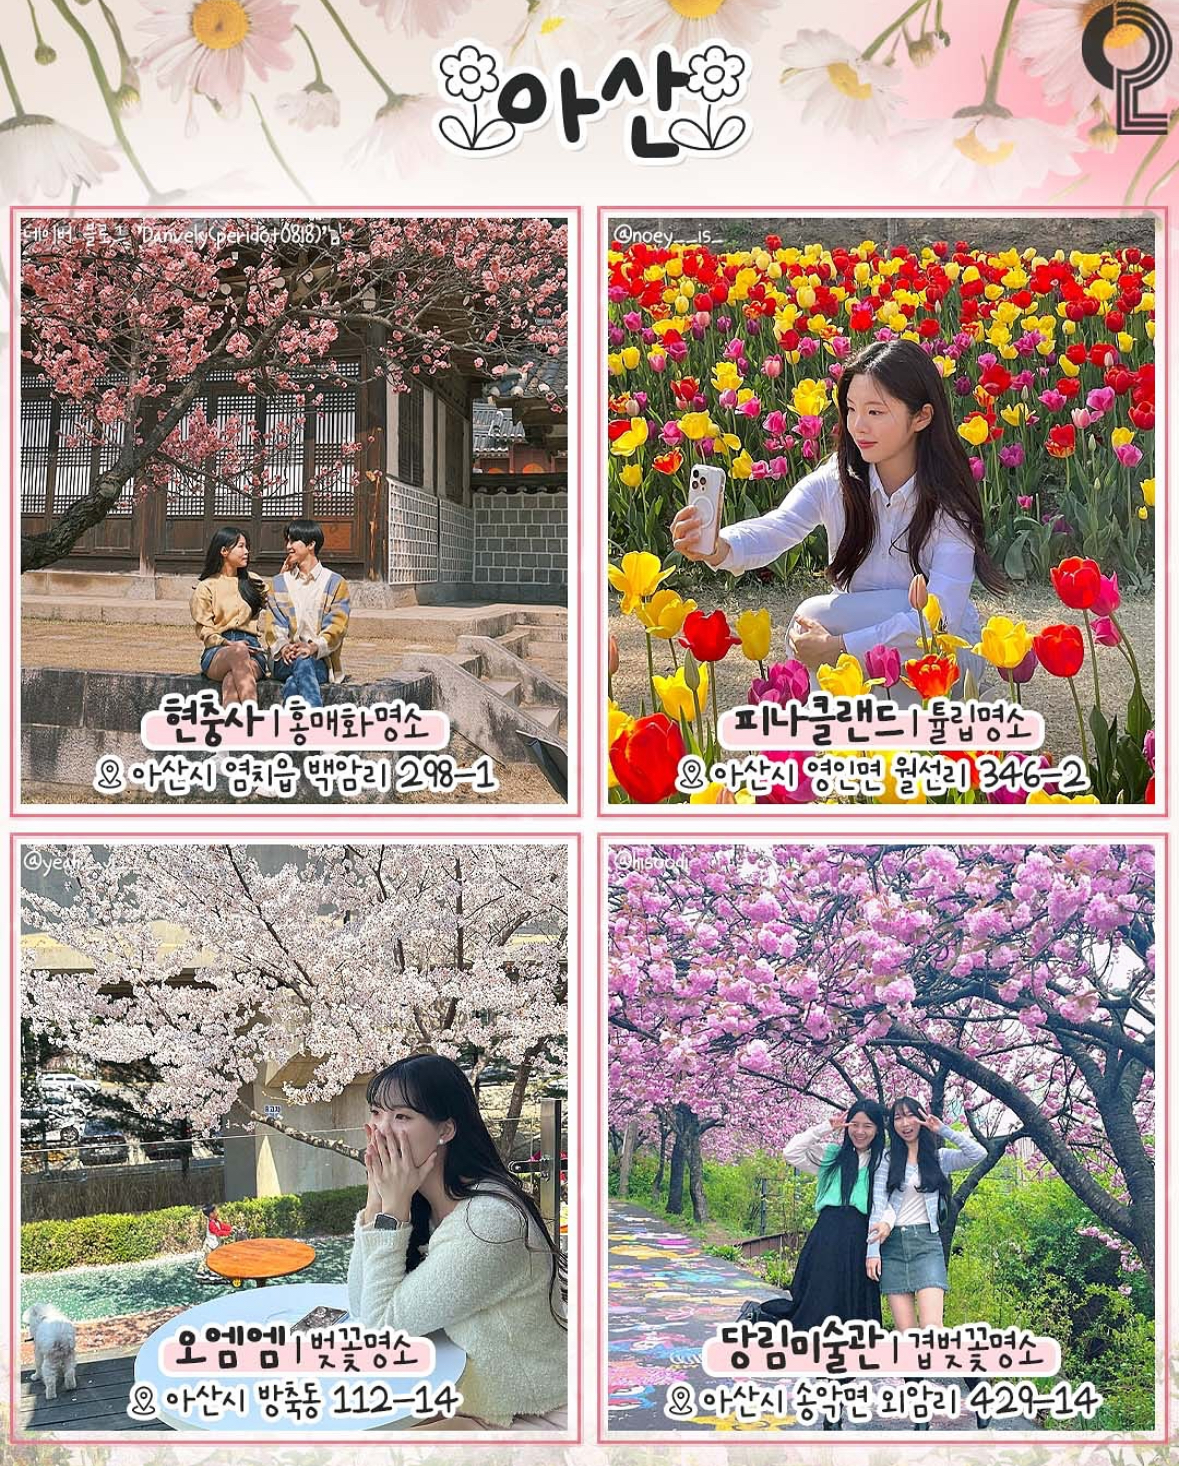 아산
네이버 블로그 'Danvely(peridot0818)'님
@noey__is_
현충사 | 홍매화명소
아산시 염치읍 백암리 298-1
피나클랜드 | 튤립명소
아산시 영인면 월선리 346-2
@hisoodi
오엠엠 | 벚꽃명소
아산시 방축동 112-14
당림미술관 | 겹벚꽃명소
아산시 송악면 외암리 429-14